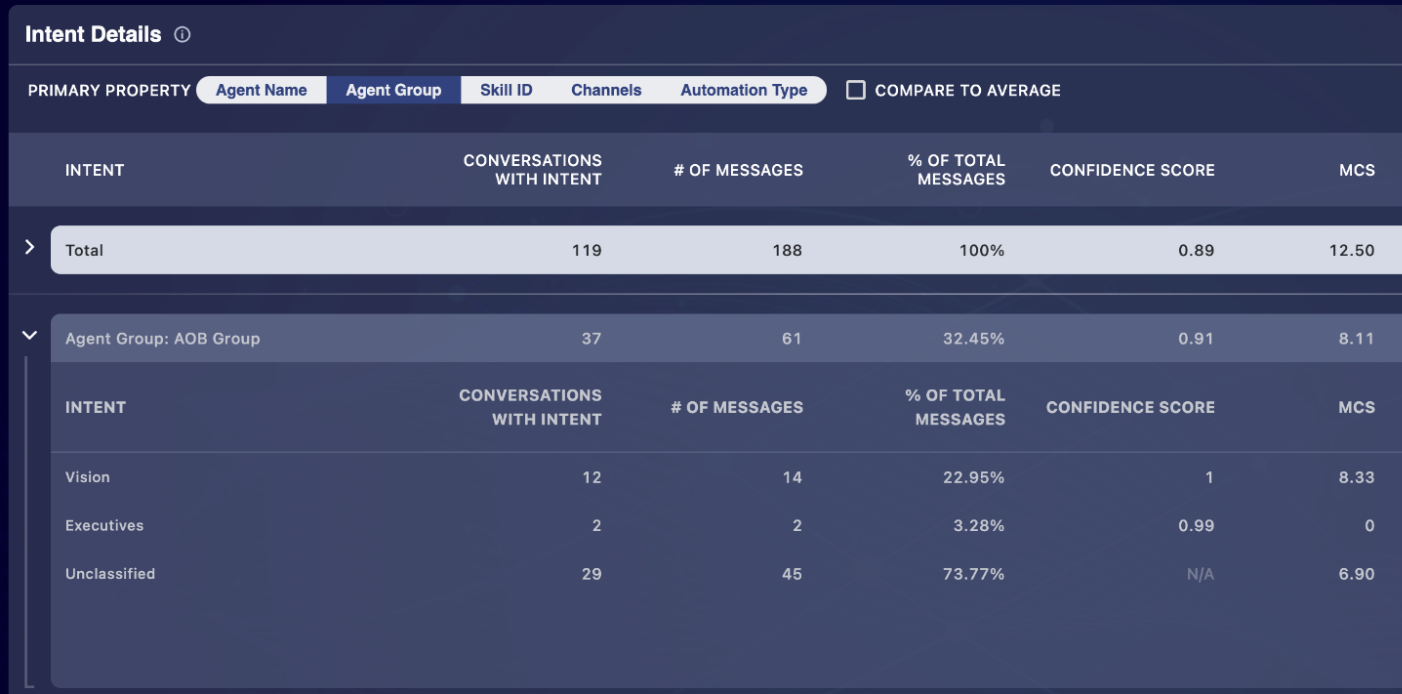 Intent Details
PRIMARY PROPERTY Agent Name Agent Group Skill ID Channels Automation Type COMPARE TO AVERAGE
INTENT CONVERSATIONS WITH INTENT # OF MESSAGES % OF TOTAL MESSAGES CONFIDENCE SCORE MCS
Total 119 188 100% 0.89 12.50
Agent Group: AOB Group 37 61 32.45% 0.91 8.11
INTENT CONVERSATIONS WITH INTENT # OF MESSAGES % OF TOTAL MESSAGES CONFIDENCE SCORE MCS
Vision 12 14 22.95% 1 8.33
Executives 2 2 3.28% 0.99 0
Unclassified 29 45 73.77% N/A 6.90